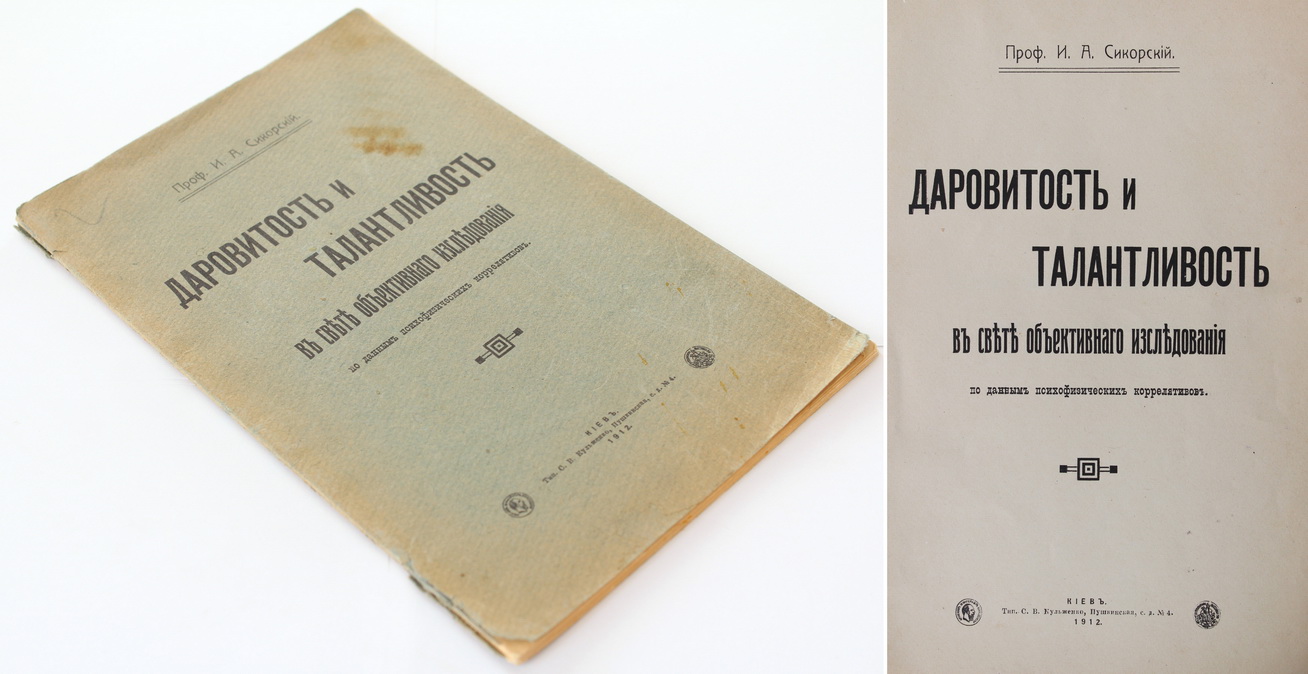 Проф. И. А. Сикорскій.
ДАРОВИТОСТЬ и
ТАЛАНТЛИВОСТЬ
въ свѣтѣ объективнаго изслѣдованія
по даннымъ психофизическихъ коррелятивовъ.
КІЕВЪ.
Тип. С. В. Кульженко, Пушкинская, с. д. № 4.
1912.
Проф. И. А. Сикорскій.
ДАРОВИТОСТЬ и
ТАЛАНТЛИВОСТЬ
въ свѣтѣ объективнаго изслѣдованія
по даннымъ психофизическихъ коррелятивовъ.
КІЕВЪ.
Тип. С. В. Кульженко, Пушкинская, с. д. № 4.
1912.